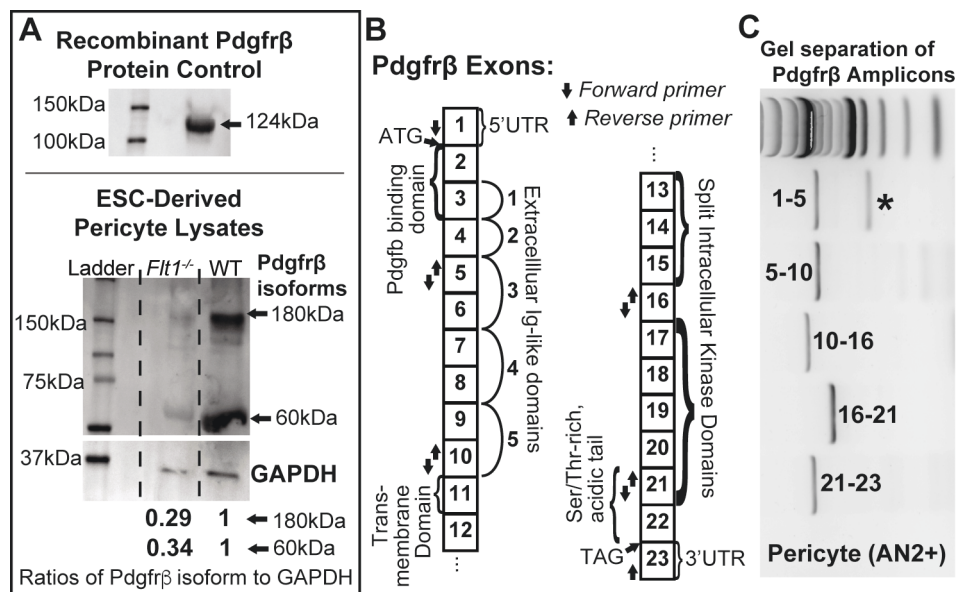 A
Recombinant Pdgfrβ
Protein Control
150kDa
124kDa
100kDa
ESC-Derived
Pericyte Lysates
Ladder Flt1-/- WT Pdgfrβ
isoforms
180kDa
150kDa
75kDa
60kDa
37kDa
GAPDH
0.29 1 180kDa
0.34 1 60kDa
Ratios of Pdgfrβ isoform to GAPDH
B
Pdgfrβ Exons:
Forward primer
Reverse primer
ATG
5'UTR
Pdgfb binding
domain
1
2
3
4
5
6
7
8
9
10
11
12
...
1
2
3
4
5
Extracelllular Ig-like domains
Trans-
membrane
Domain
...
13
14
15
16
17
18
19
20
21
22
23
Split Intracellular Kinase Domains
Ser/Thr-rich,
acidic tail
TAG
3'UTR
C
Gel separation of
Pdgfrβ Amplicons
1-5
*
5-10
10-16
16-21
21-23
Pericyte (AN2+)